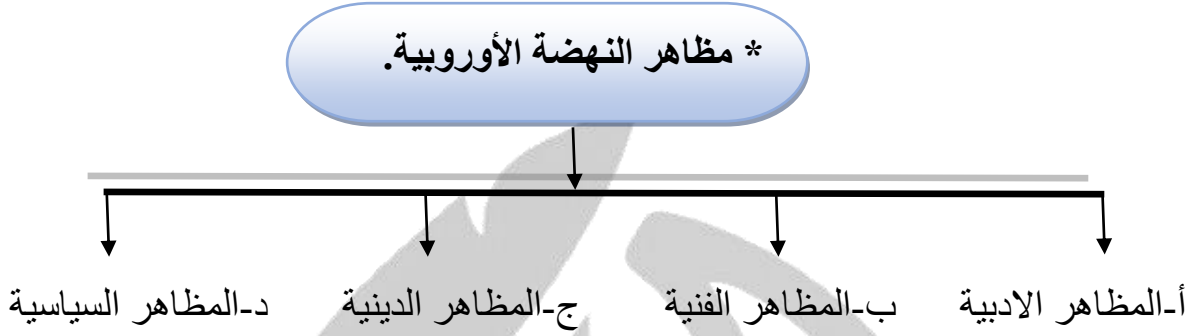 * مظاهر النهضة الأوروبية.
أ-المظاهر الادبية ب-المظاهر الفنية ج-المظاهر الدينية د-المظاهر السياسية